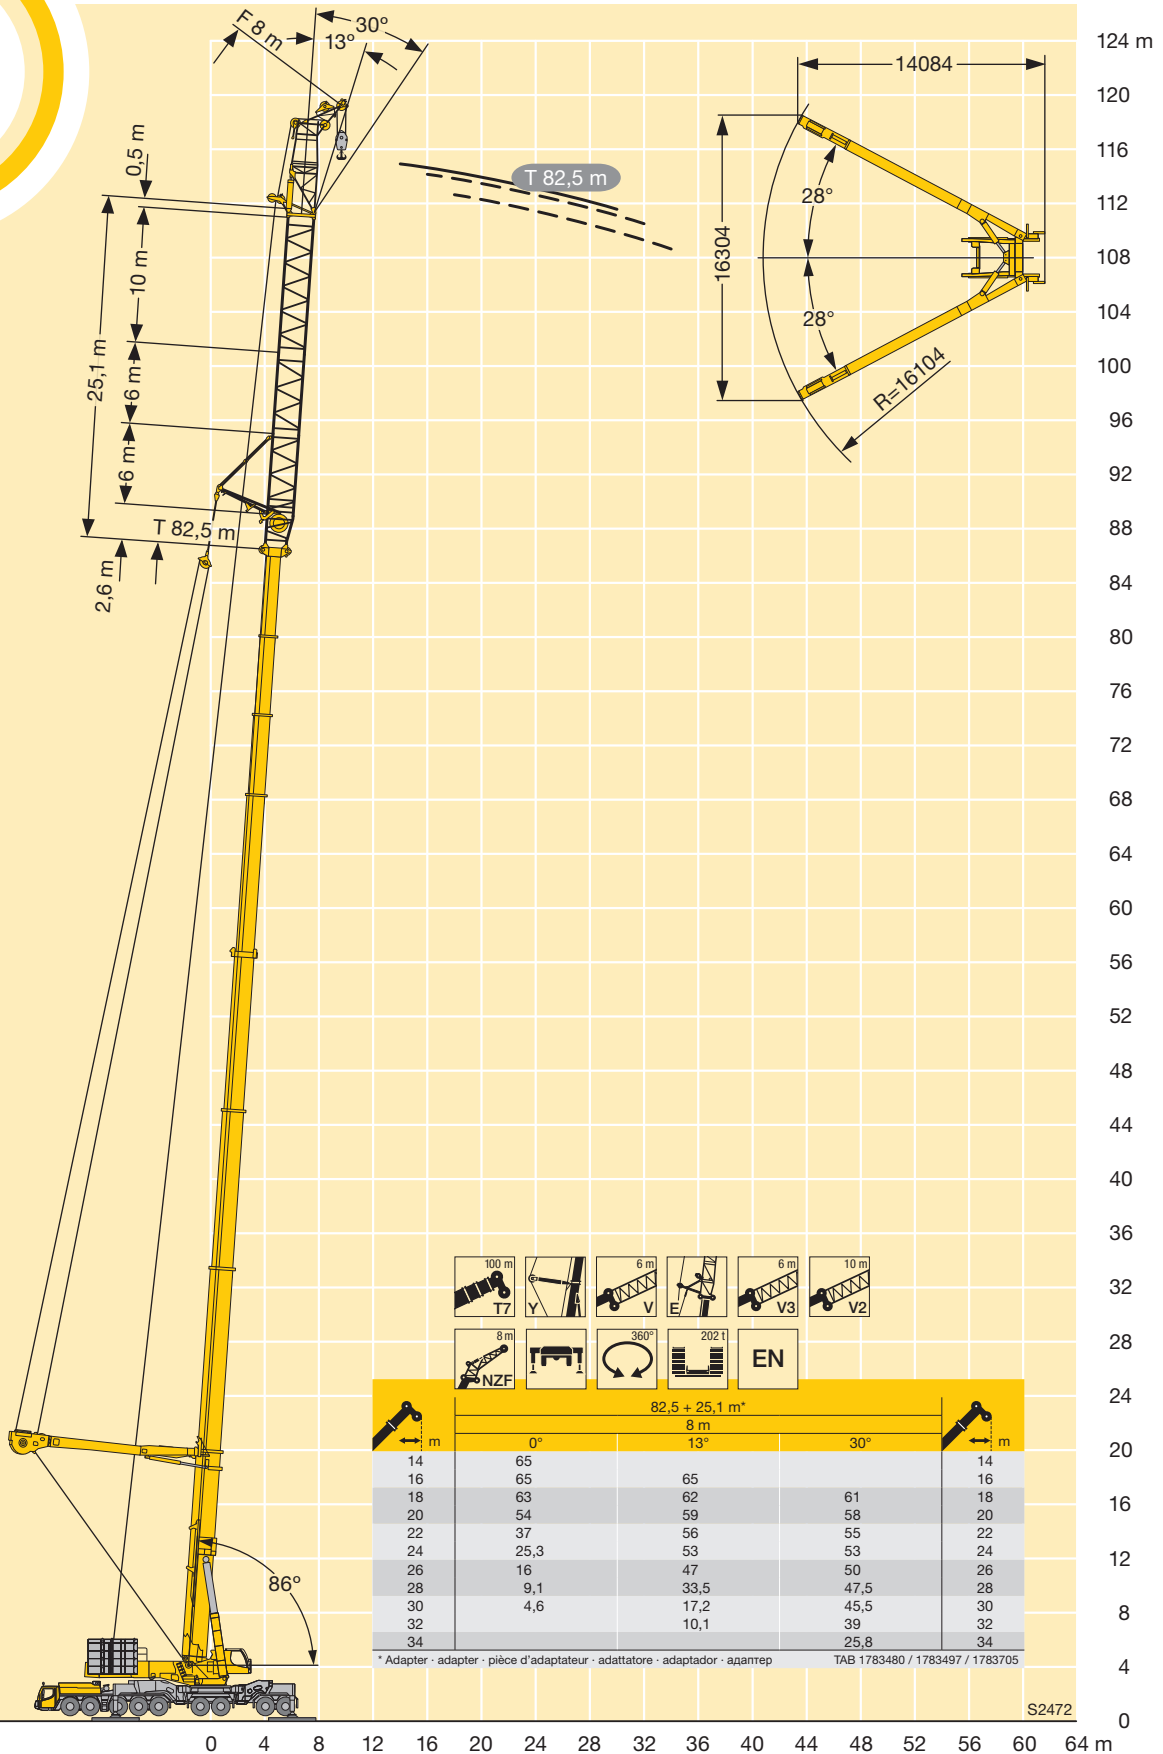 F 8 m
30°
13°
124 m
14084
120
0,5 m
116
T 82,5 m
28°
112
16304
108
10 m
28°
104
25,1 m
6 m
R=16104
100
96
6 m
92
T 82,5 m
88
2,6 m
84
80
76
72
68
64
60
56
52
48
44
40
36
100 m
T7
Y
6 m
V
E
6 m
V3
10 m
V2
32
8 m
NZF
360°
202 t
EN
28
24
82,5 + 25,1 m*
8 m
m 0° 13° 30° m
20
14 65 14
16 65 65 16
18 63 62 61 18
16
20 54 59 58 20
22 37 56 55 22
24 25,3 53 53 24
12
26 16 47 50 26
28 9,1 33,5 47,5 28
86°
30 4,6 17,2 45,5 30
8
32 10,1 39 32
34 25,8 34
* Adapter · adapter · pièce d'adaptateur · adattatore · adaptador · адаптер TAB 1783480 / 1783497 / 1783705
4
S2472
0
0 4 8 12 16 20 24 28 32 36 40 44 48 52 56 60 64 m